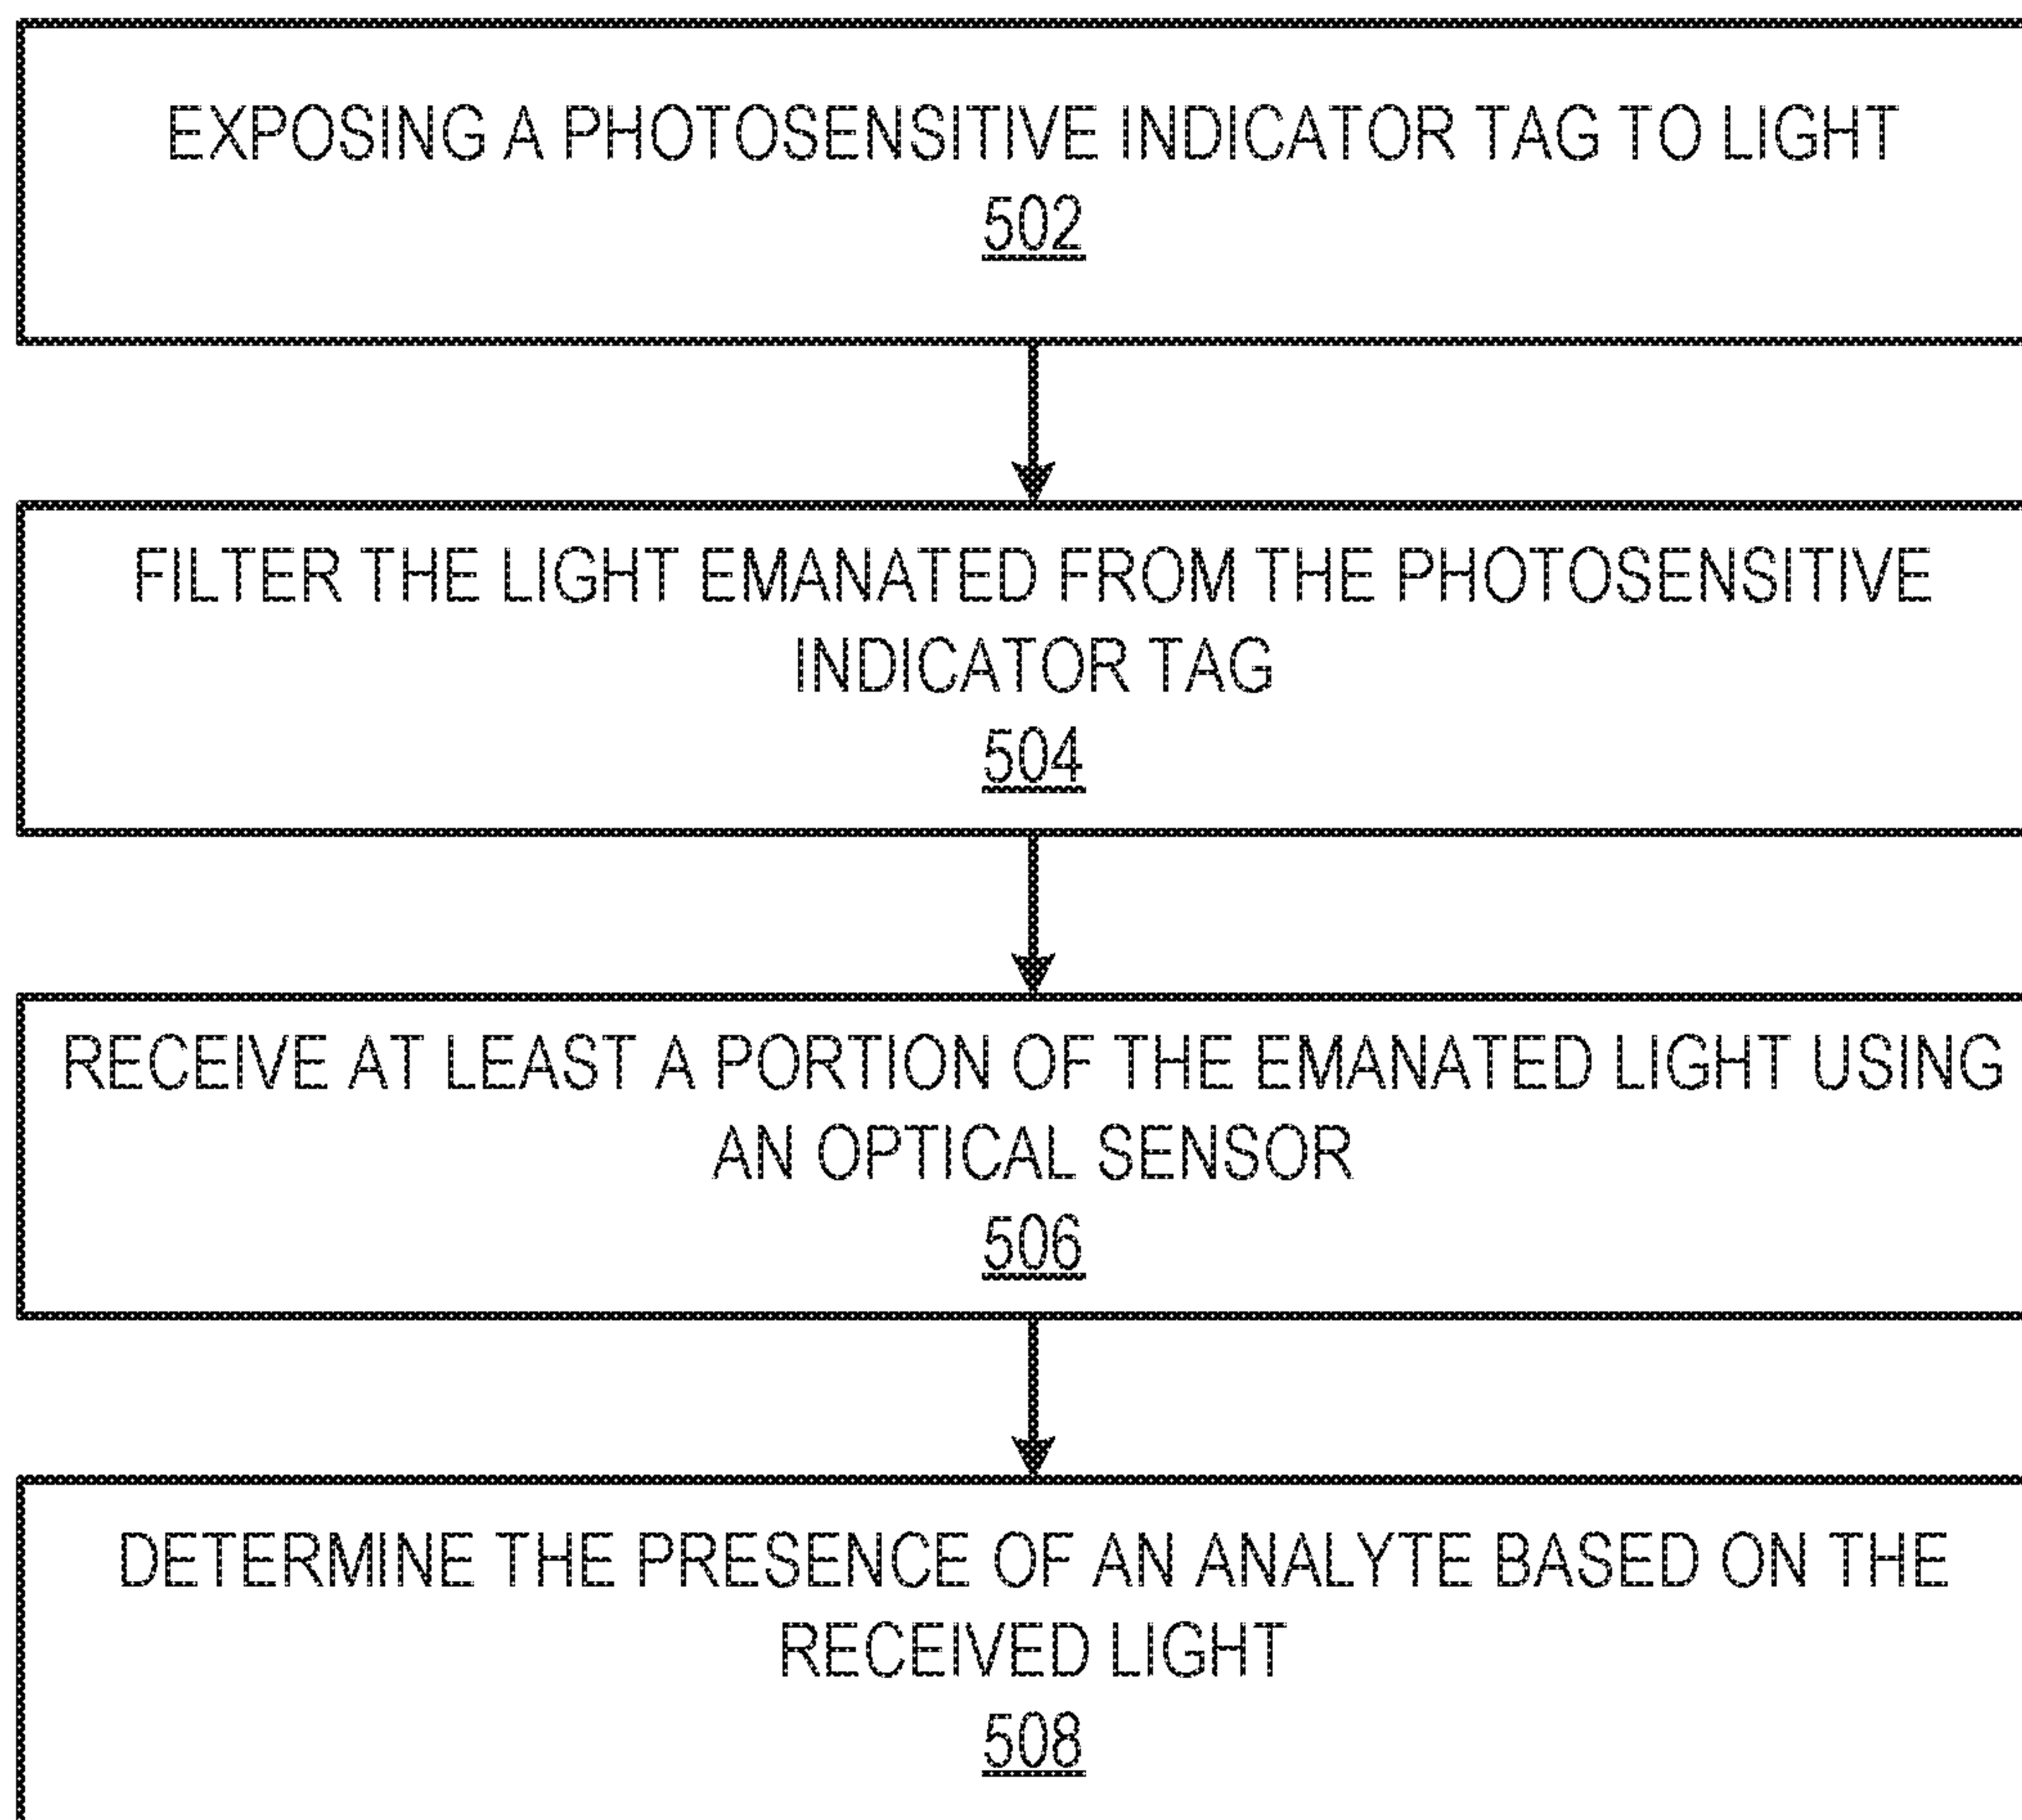 EXPOSING A PHOTOSENSITIVE INDICATOR TAG TO LIGHT
502
FILTER THE LIGHT EMANATED FROM THE PHOTOSENSITIVE
INDICATOR TAG
504
RECEIVE AT LEAST A PORTION OF THE EMANATED LIGHT USING
AN OPTICAL SENSOR
506
DETERMINE THE PRESENCE OF AN ANALYTE BASED ON THE
RECEIVED LIGHT
508